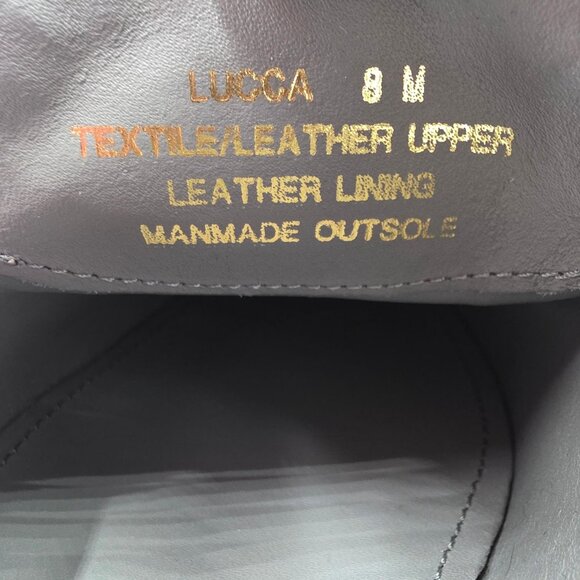 LUCCA 8 M
TEXTILE/LEATHER UPPER
LEATHER LINING
MANMADE OUTSOLE